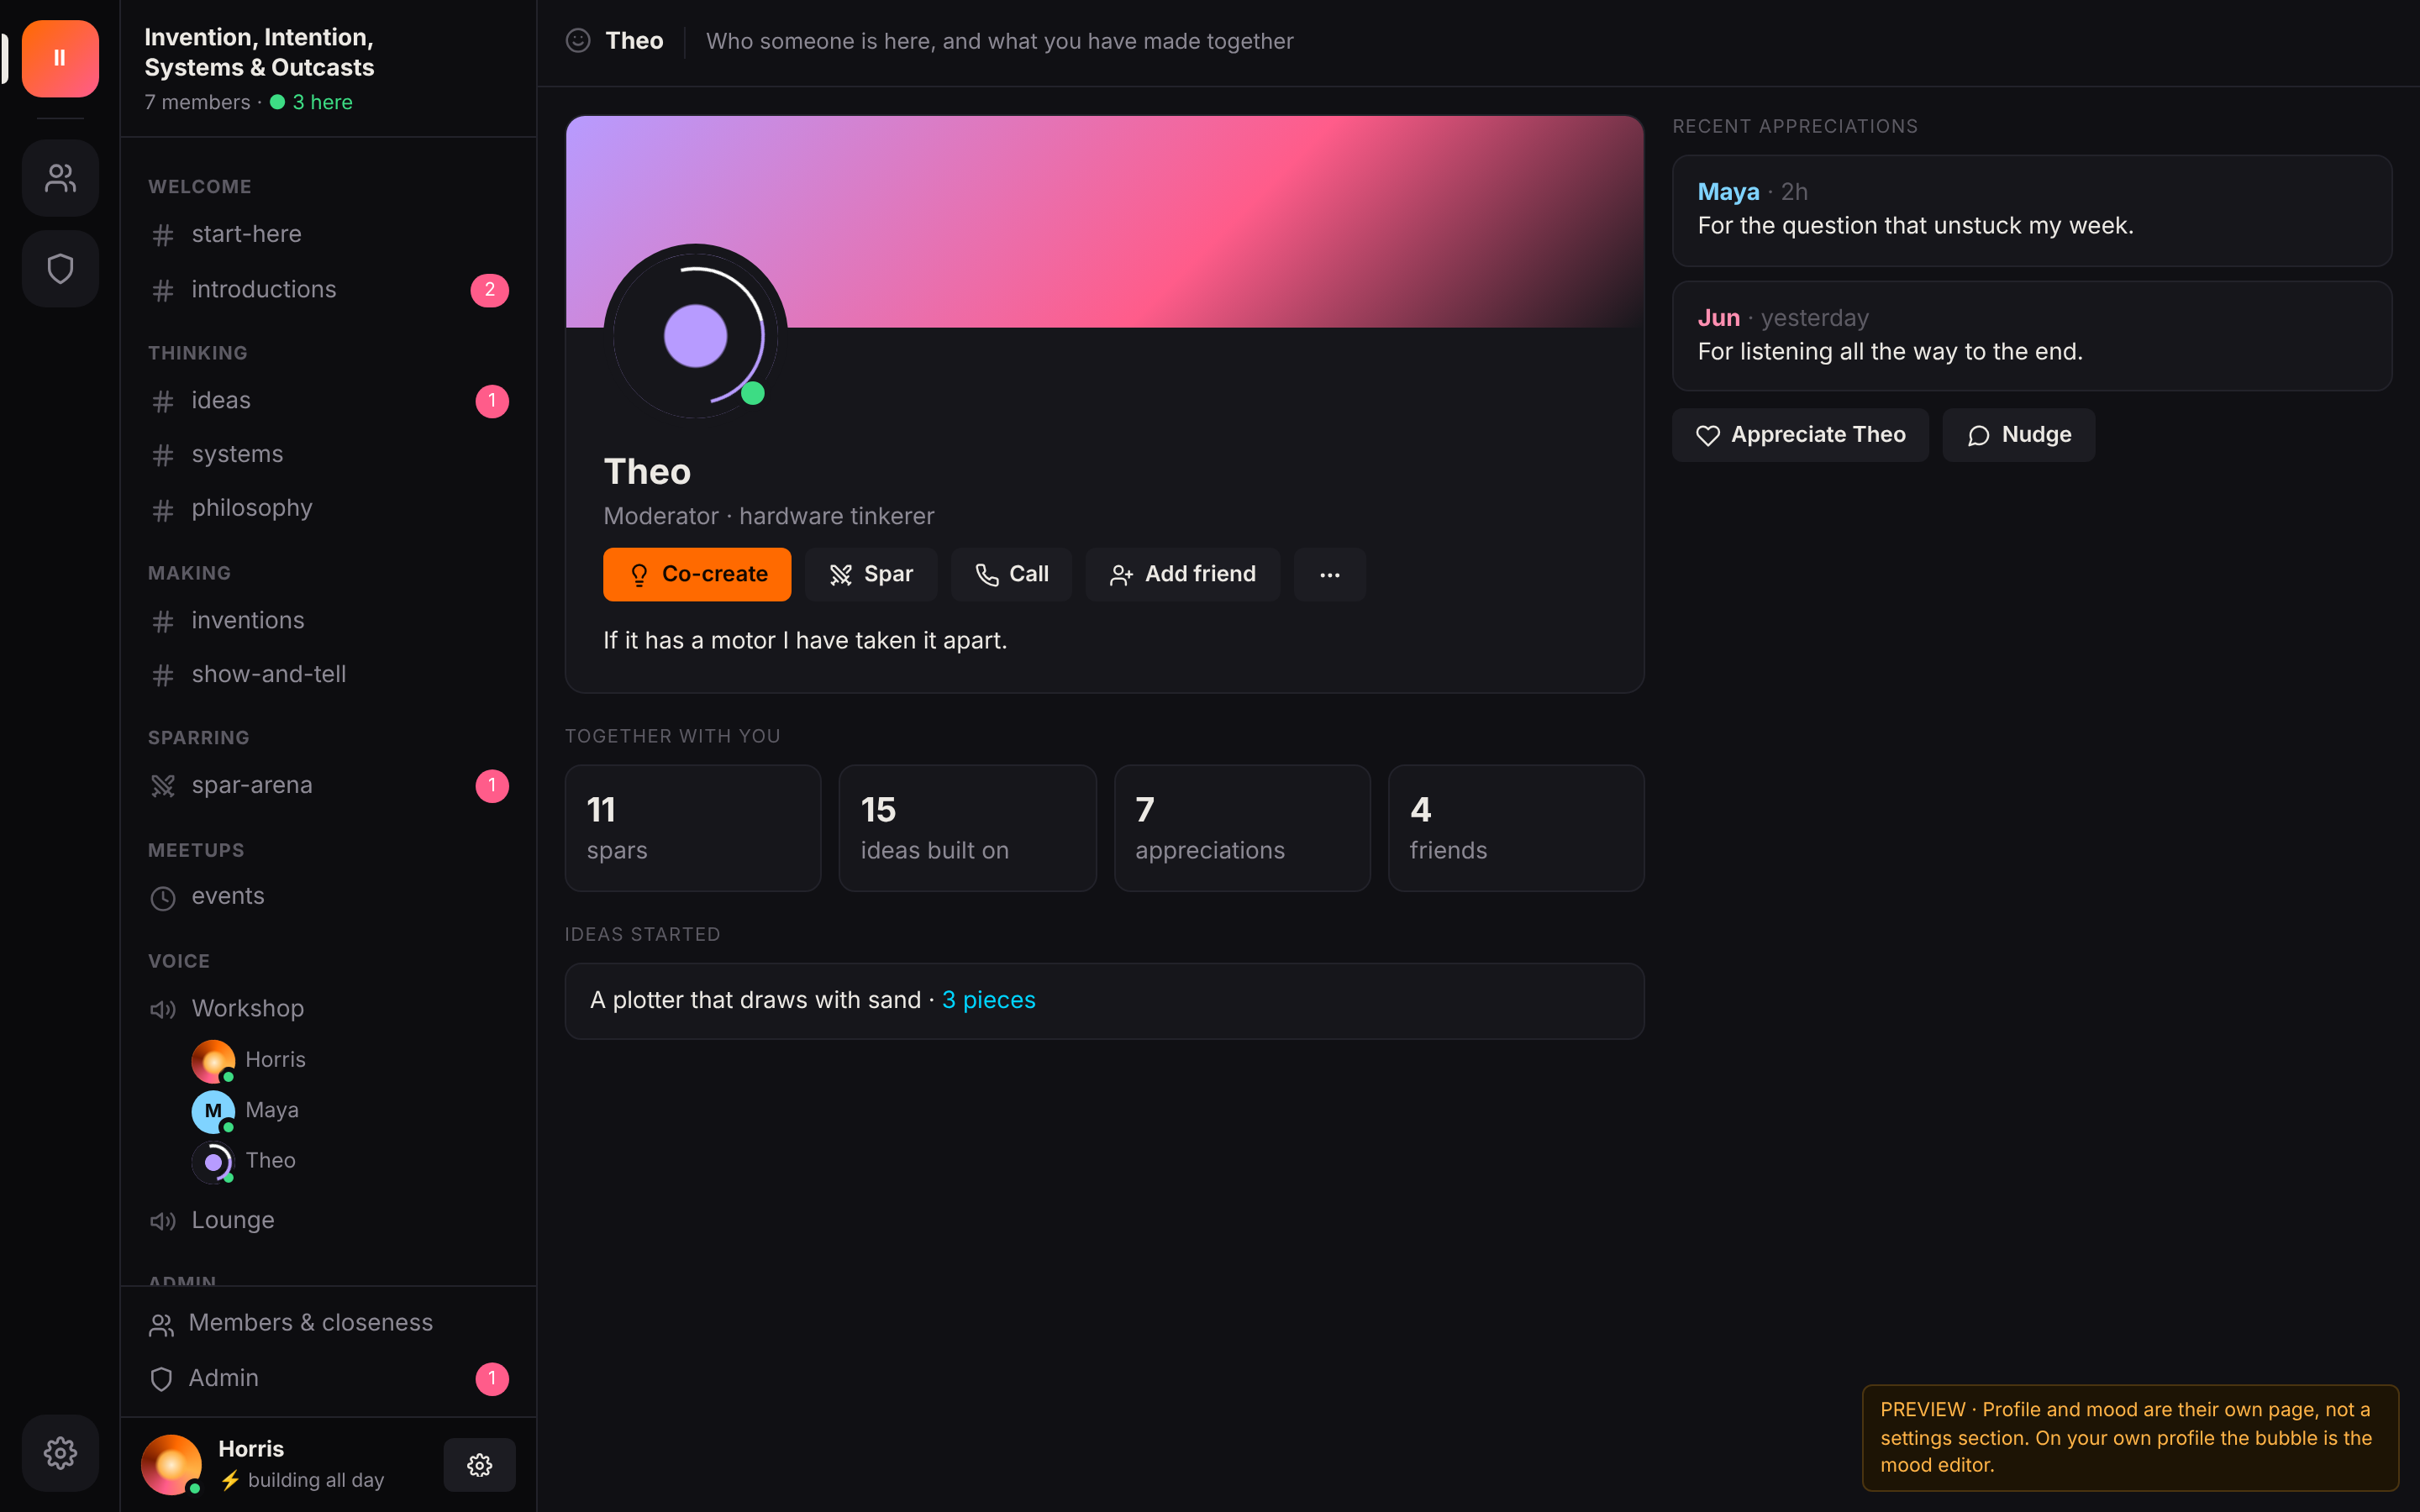 II
Invention, Intention,
Systems & Outcasts
7 members · 3 here
WELCOME
start-here
introductions 2
THINKING
ideas 1
systems
philosophy
MAKING
inventions
show-and-tell
SPARRING
spar-arena 1
MEETUPS
events
VOICE
Workshop
Horris
M Maya
Theo
Lounge
ADMIN
Members & closeness
Admin 1
Horris
⚡ building all day
Theo Who someone is here, and what you have made together
Theo
Moderator · hardware tinkerer
Co-create Spar Call Add friend ...
If it has a motor I have taken it apart.
TOGETHER WITH YOU
11 15 7 4
spars ideas built on appreciations friends
IDEAS STARTED
A plotter that draws with sand · 3 pieces
RECENT APPRECIATIONS
Maya · 2h
For the question that unstuck my week.
Jun · yesterday
For listening all the way to the end.
Appreciate Theo Nudge
PREVIEW · Profile and mood are their own page, not a
settings section. On your own profile the bubble is the
mood editor.